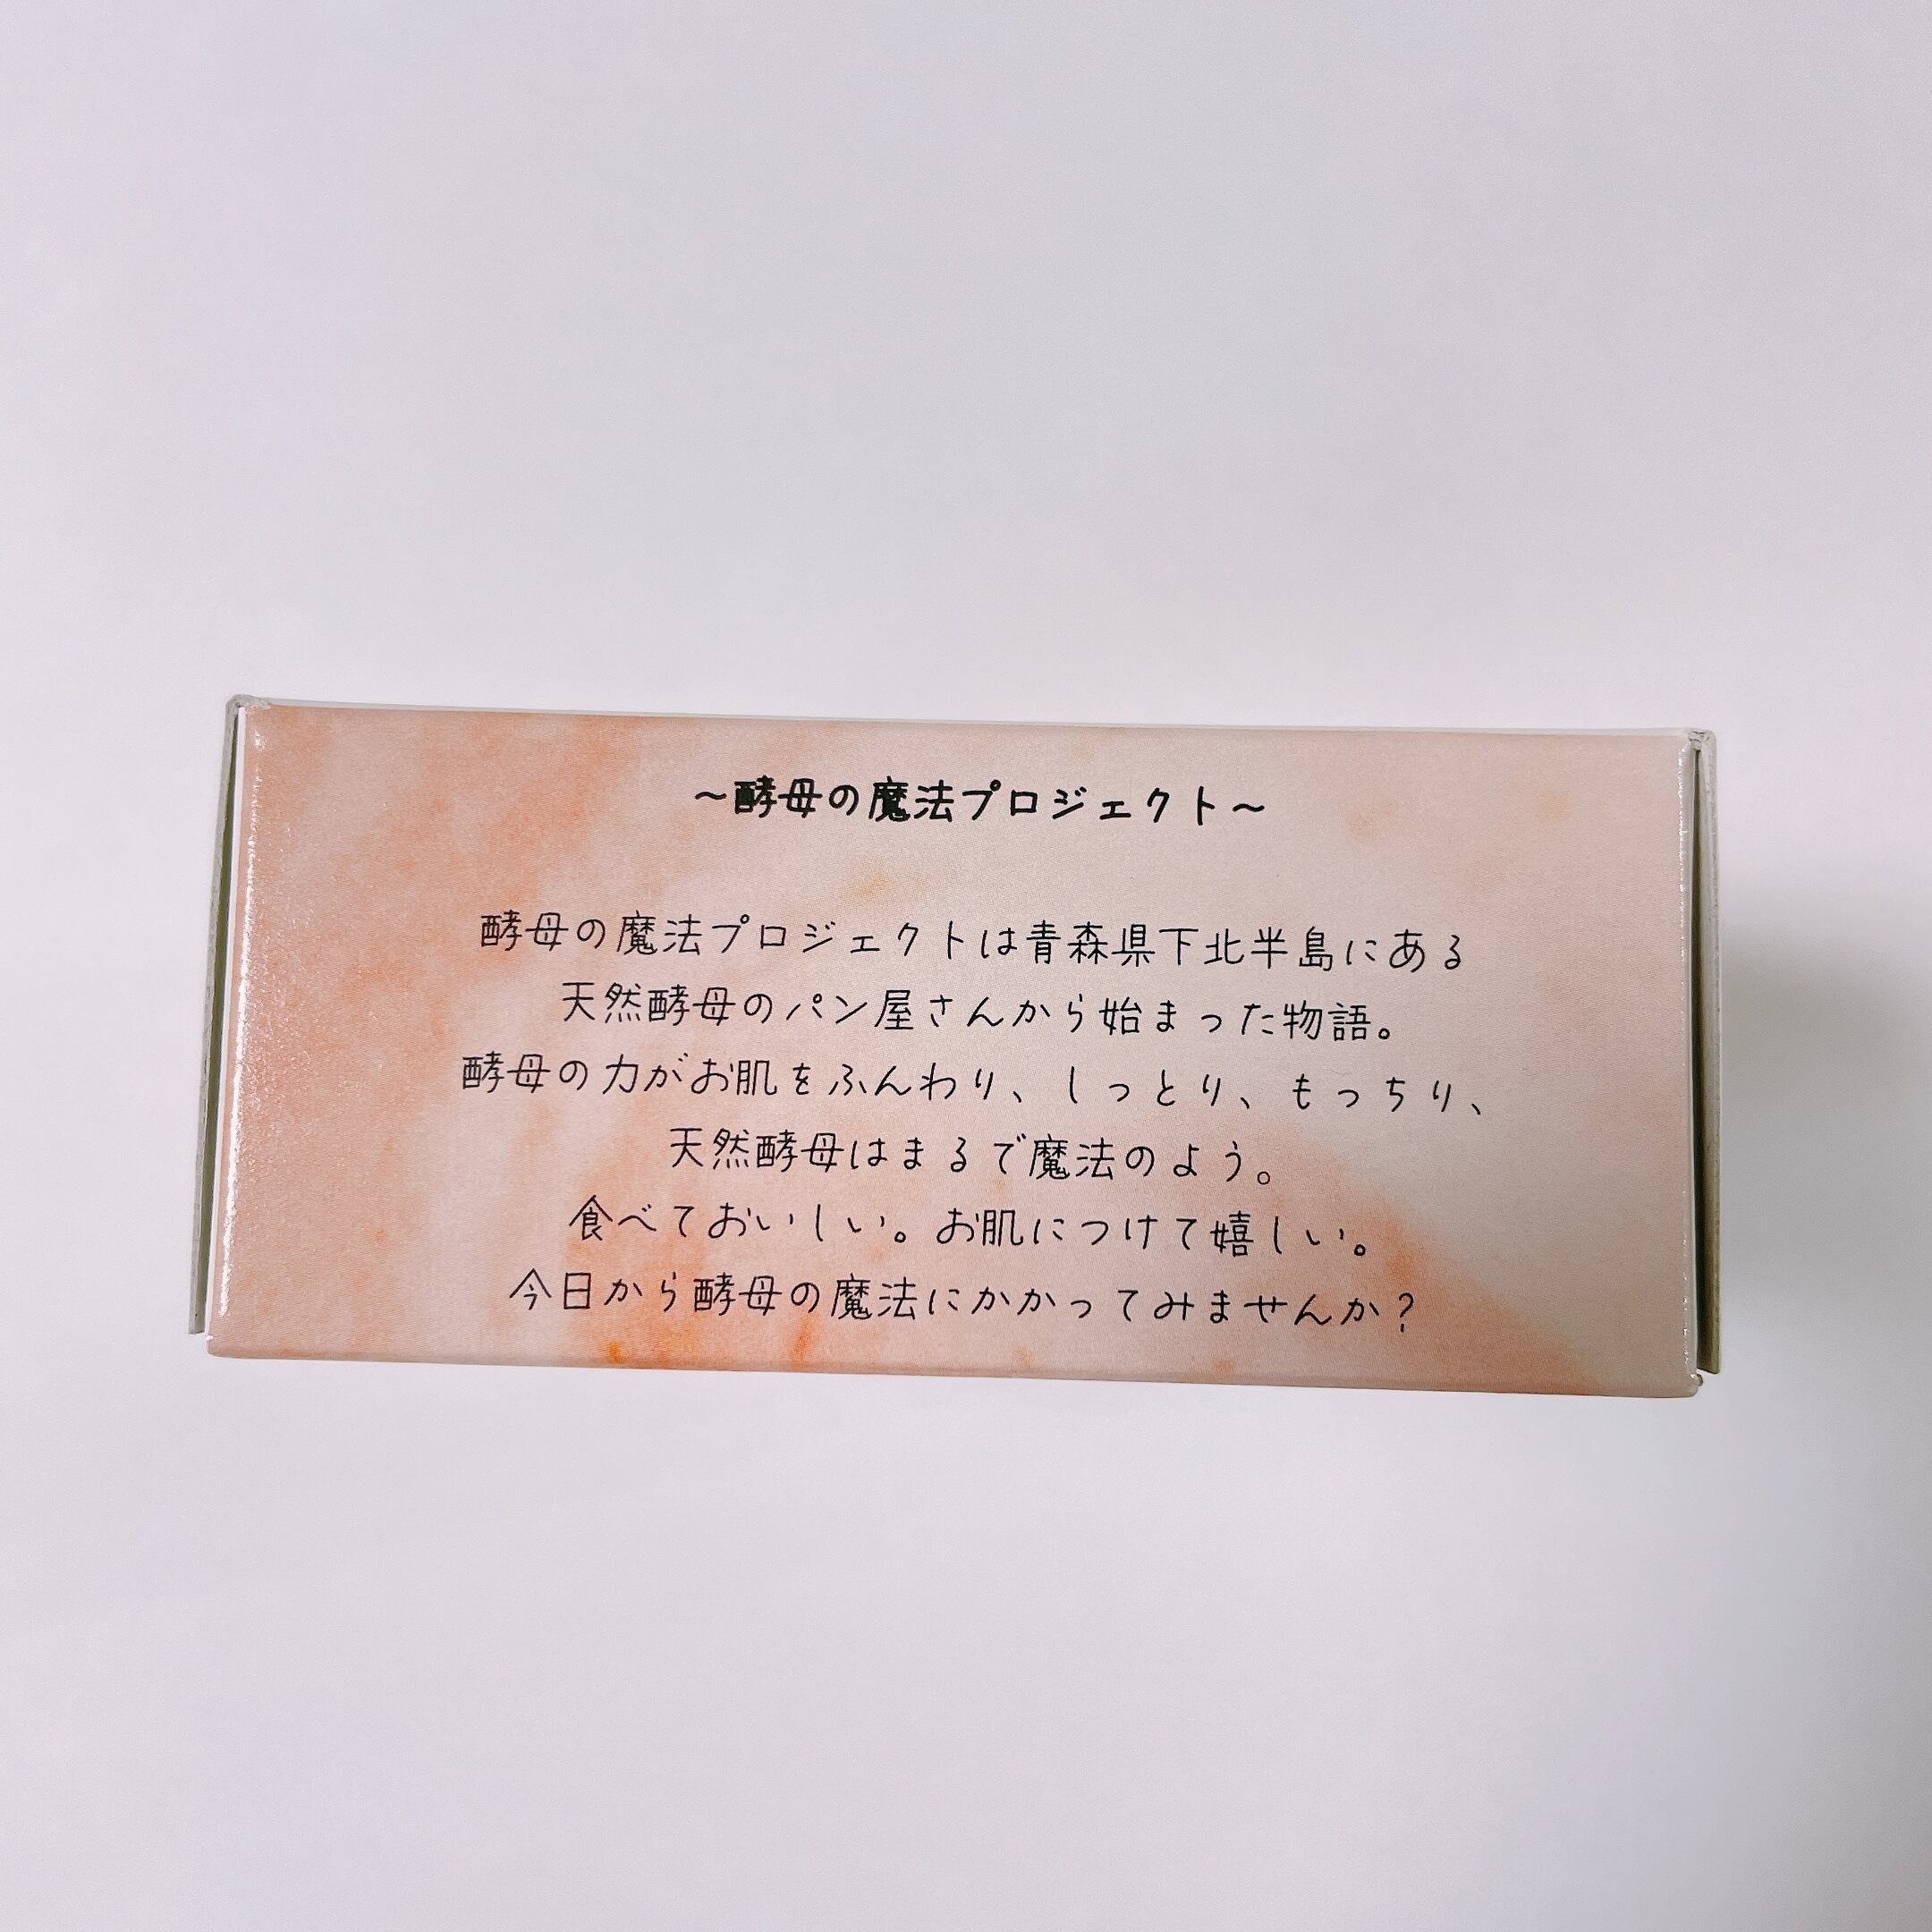 ～酵母の魔法プロジェクト～
酵母の魔法プロジェクトは青森県下北半島にある
天然酵母のパン屋さんから始まった物語。
酵母の力がお肌をふんわり、しっとり、もっちり、
天然酵母はまるで魔法のよう。
食べておいしい。お肌につけて嬉しい。
今日から酵母の魔法にかかってみませんか？